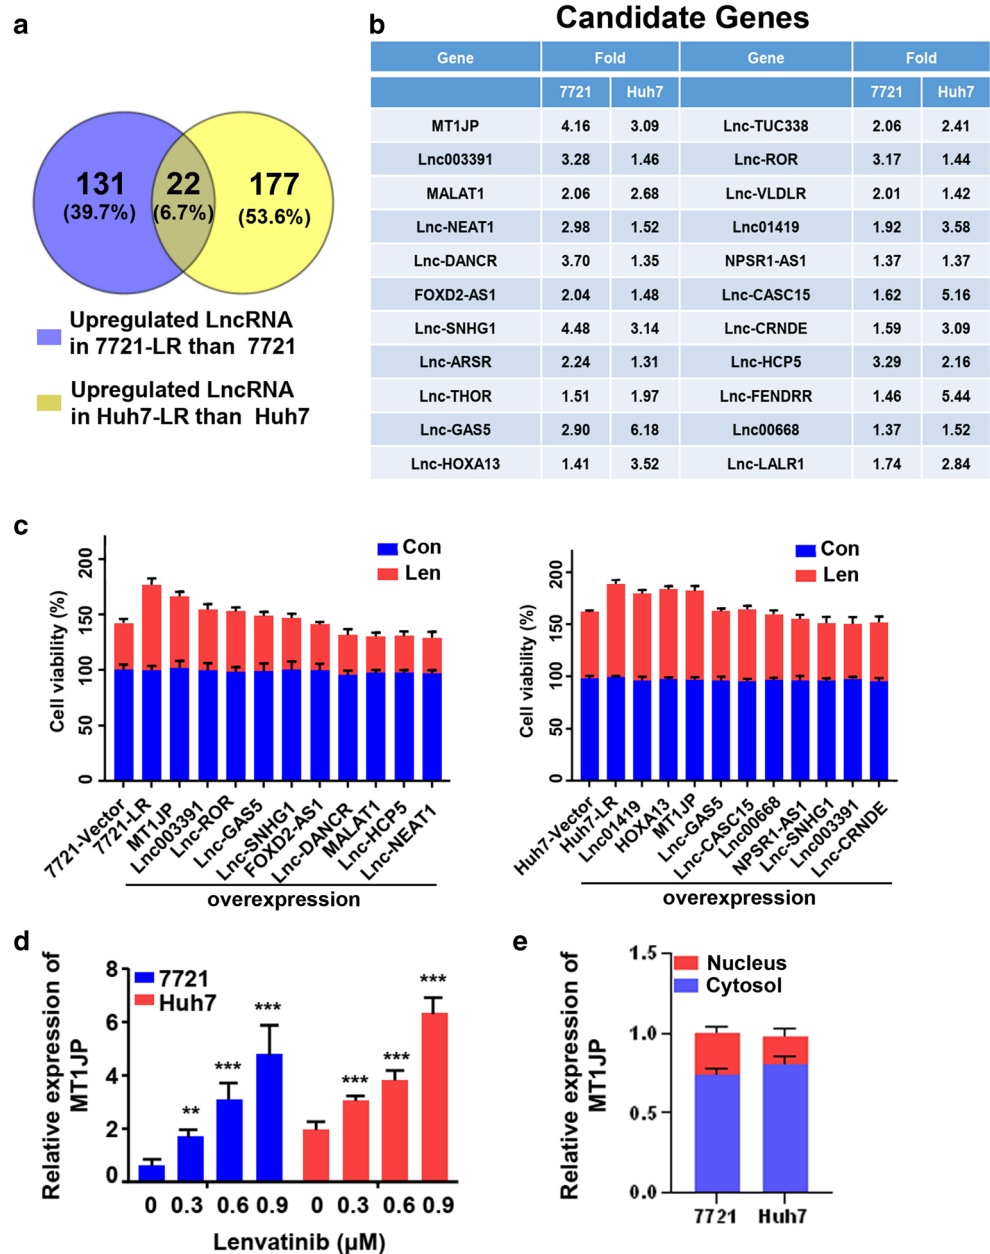 a
131
(39.7%)
22
(6.7%)
177
(53.6%)
Upregulated LncRNA
in 7721-LR than 7721
Upregulated LncRNA
in Huh7-LR than Huh7
b
Candidate Genes
Gene Fold Gene Fold
7721 Huh7 7721 Huh7
MT1JP 4.16 3.09 Lnc-TUC338 2.06 2.41
Lnc003391 3.28 1.46 Lnc-ROR 3.17 1.44
MALAT1 2.06 2.68 Lnc-VLDLR 2.01 1.42
Lnc-NEAT1 2.98 1.52 Lnc01419 1.92 3.58
Lnc-DANCR 3.70 1.35 NPSR1-AS1 1.37 1.37
FOXD2-AS1 2.04 1.48 Lnc-CASC15 1.62 5.16
Lnc-SNHG1 4.48 3.14 Lnc-CRNDE 1.59 3.09
Lnc-ARSR 2.24 1.31 Lnc-HCP5 3.29 2.16
Lnc-THOR 1.51 1.97 Lnc-FENDRR 1.46 5.44
Lnc-GAS5 2.90 6.18 Lnc00668 1.37 1.52
Lnc-HOXA13 1.41 3.52 Lnc-LALR1 1.74 2.84
c
Cell viability (%)
200
150
100
50
0
Con
Len
7721-Vector
7721-LR
MT1JP
Lnc003391
Lnc-ROR
Lnc-GAS5
Lnc-SNHG1
FOXD2-AS1
Lnc-DANCR
MALAT1
Lnc-HCP5
Lnc-NEAT1
overexpression
Cell viability (%)
200
150
100
50
0
Con
Len
Huh7-Vector
Huh7-LR
Lnc01419
HOXA13
MT1JP
Lnc-GAS5
Lnc-CASC15
Lnc00668
NPSR1-AS1
Lnc-SNHG1
Lnc003391
Lnc-CRNDE
overexpression
d
Relative expression of
MT1JP
8
6
4
2
0
7721
Huh7
**
***
***
***
***
***
0 0.3 0.6 0.9 0 0.3 0.6 0.9
Lenvatinib (μM)
e
Relative expression of
MT1JP
1.5
1.0
0.5
0.0
Nucleus
Cytosol
7721 Huh7